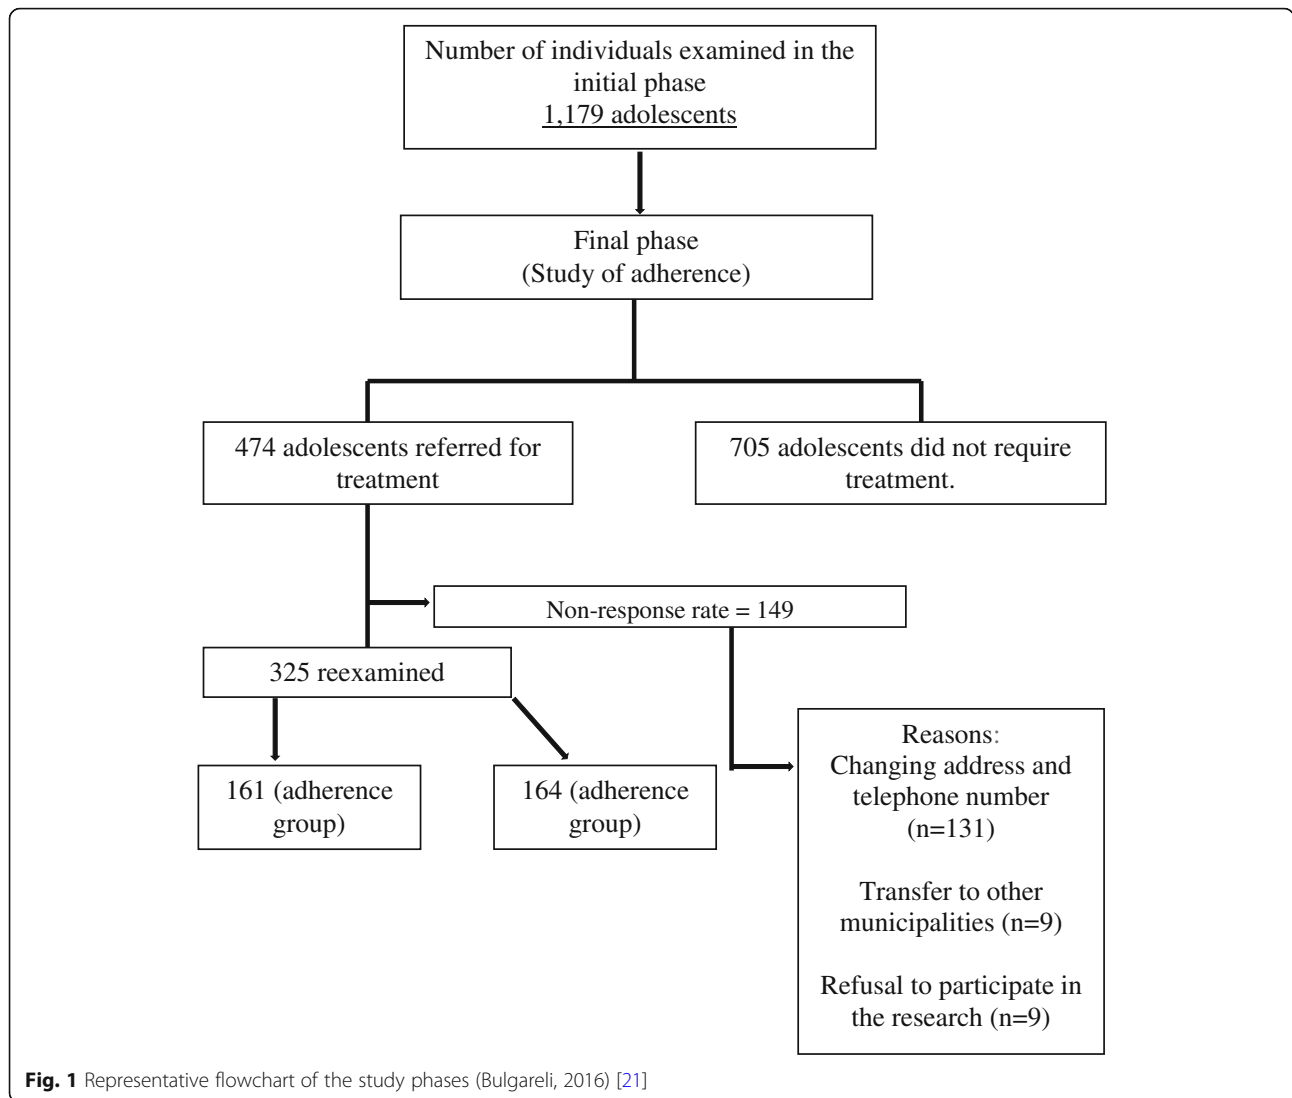 Number of individuals examined in the
initial phase
1,179 adolescents
Final phase
(Study of adherence)
474 adolescents referred for
treatment
705 adolescents did not require
treatment.
Non-response rate = 149
325 reexamined
161 (adherence
group)
164 (adherence
group)
Reasons:
Changing address and
telephone number
(n=131)
Transfer to other
municipalities (n=9)
Refusal to participate in
the research (n=9)
Fig. 1 Representative flowchart of the study phases (Bulgareli, 2016) [21]